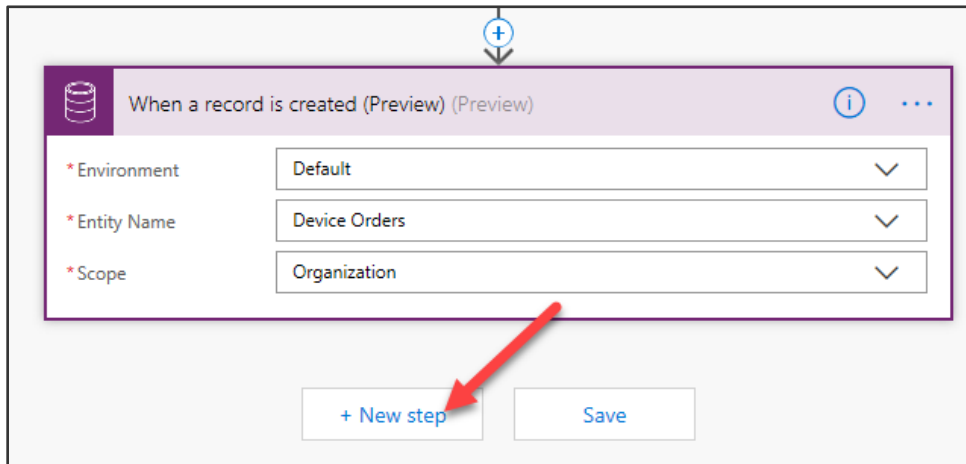 When a record is created (Preview) (Preview)
* Environment
Default
* Entity Name
Device Orders
* Scope
Organization
+ New step
Save